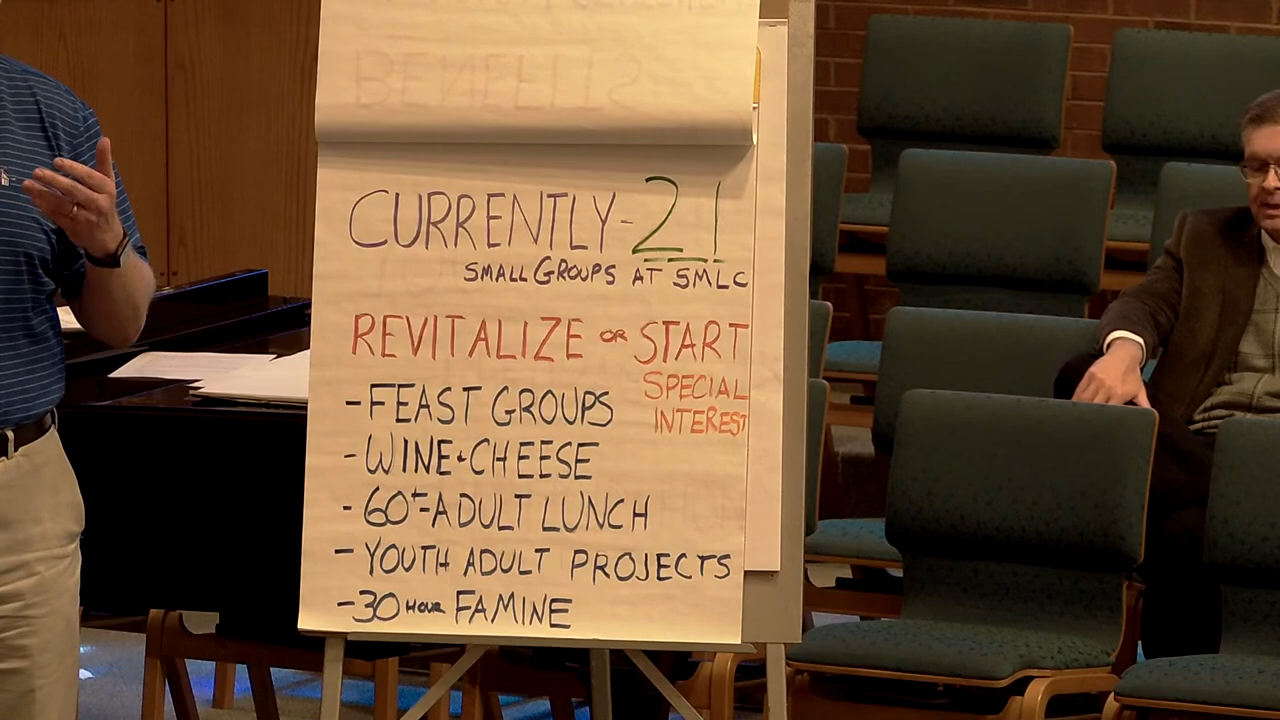 BENEFITS
CURRENTLY - 21
SMALL GROUPS AT SMLC
REVITALIZE OR START
SPECIAL
INTEREST
- FEAST GROUPS
- WINE + CHEESE
- 60+ - ADULT LUNCH
- YOUTH ADULT PROJECTS
- 30 HOUR FAMINE